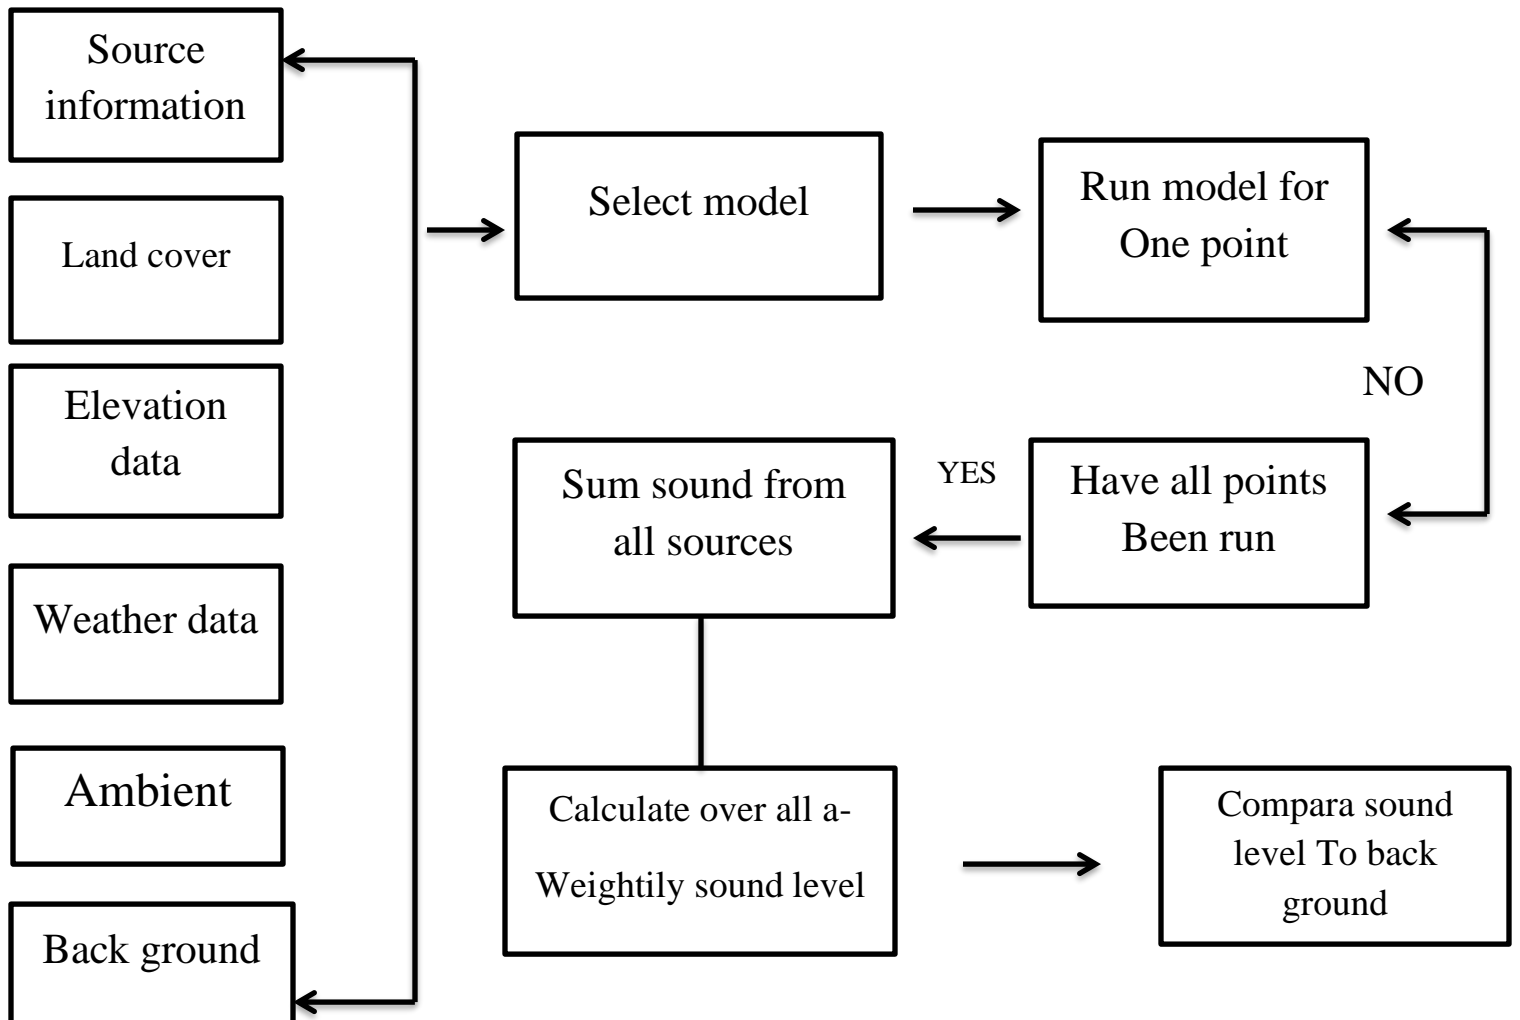 Source
information
Land cover
Elevation
data
Weather data
Ambient
Back ground
Select model
Run model for
One point
NO
Have all points
Been run
YES
Sum sound from
all sources
Calculate over all a-
Weightily sound level
Compara sound
level To back
ground